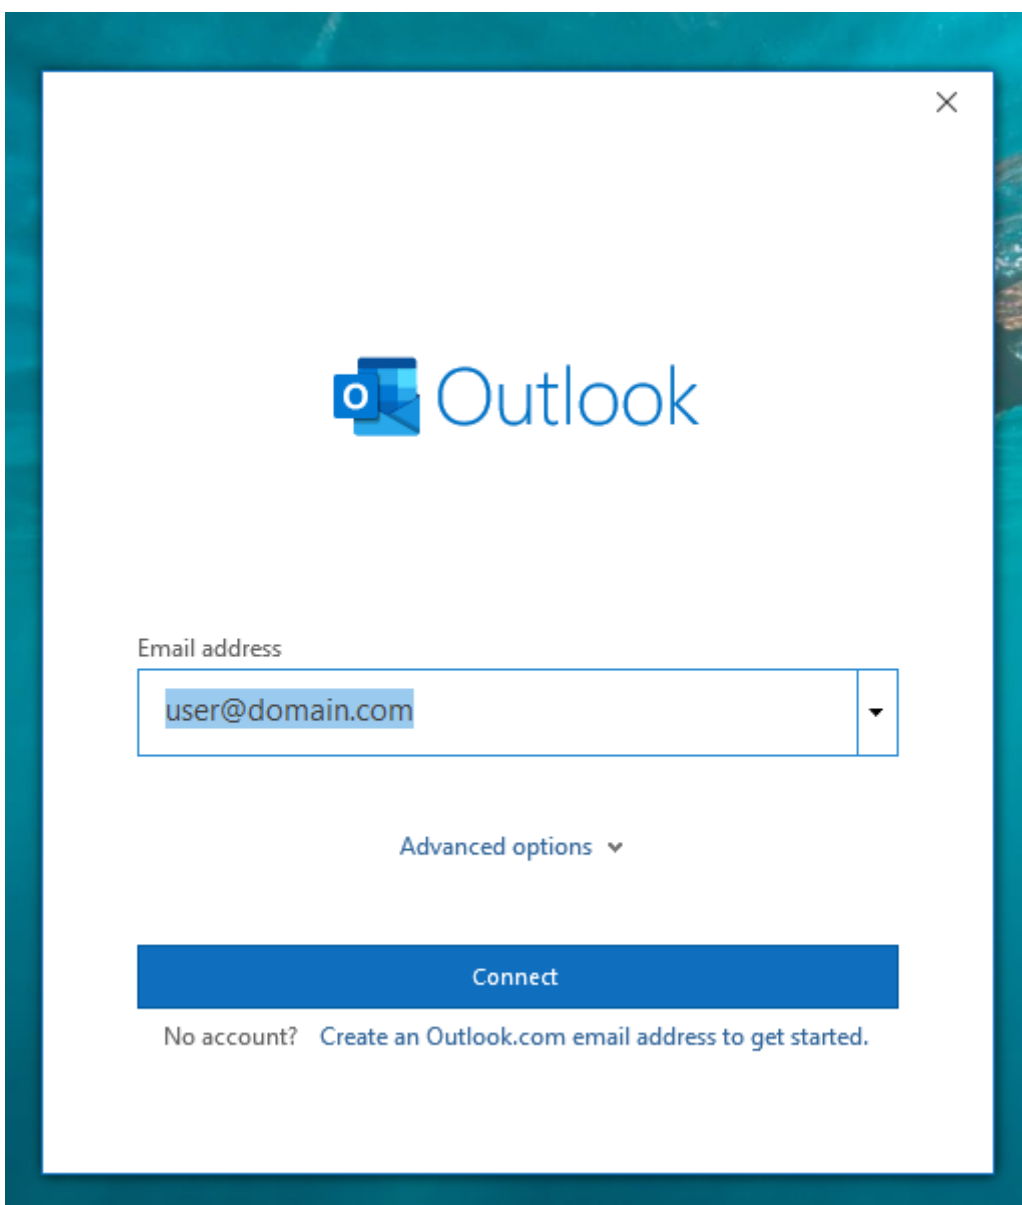 O Outlook
Email address
user@domain.com
Advanced options
Connect
No account? Create an Outlook.com email address to get started.